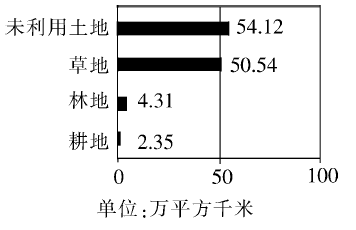 未利用土地 54.12
草地 50.54
林地 4.31
耕地 2.35
0 50 100
单位:万平方千米